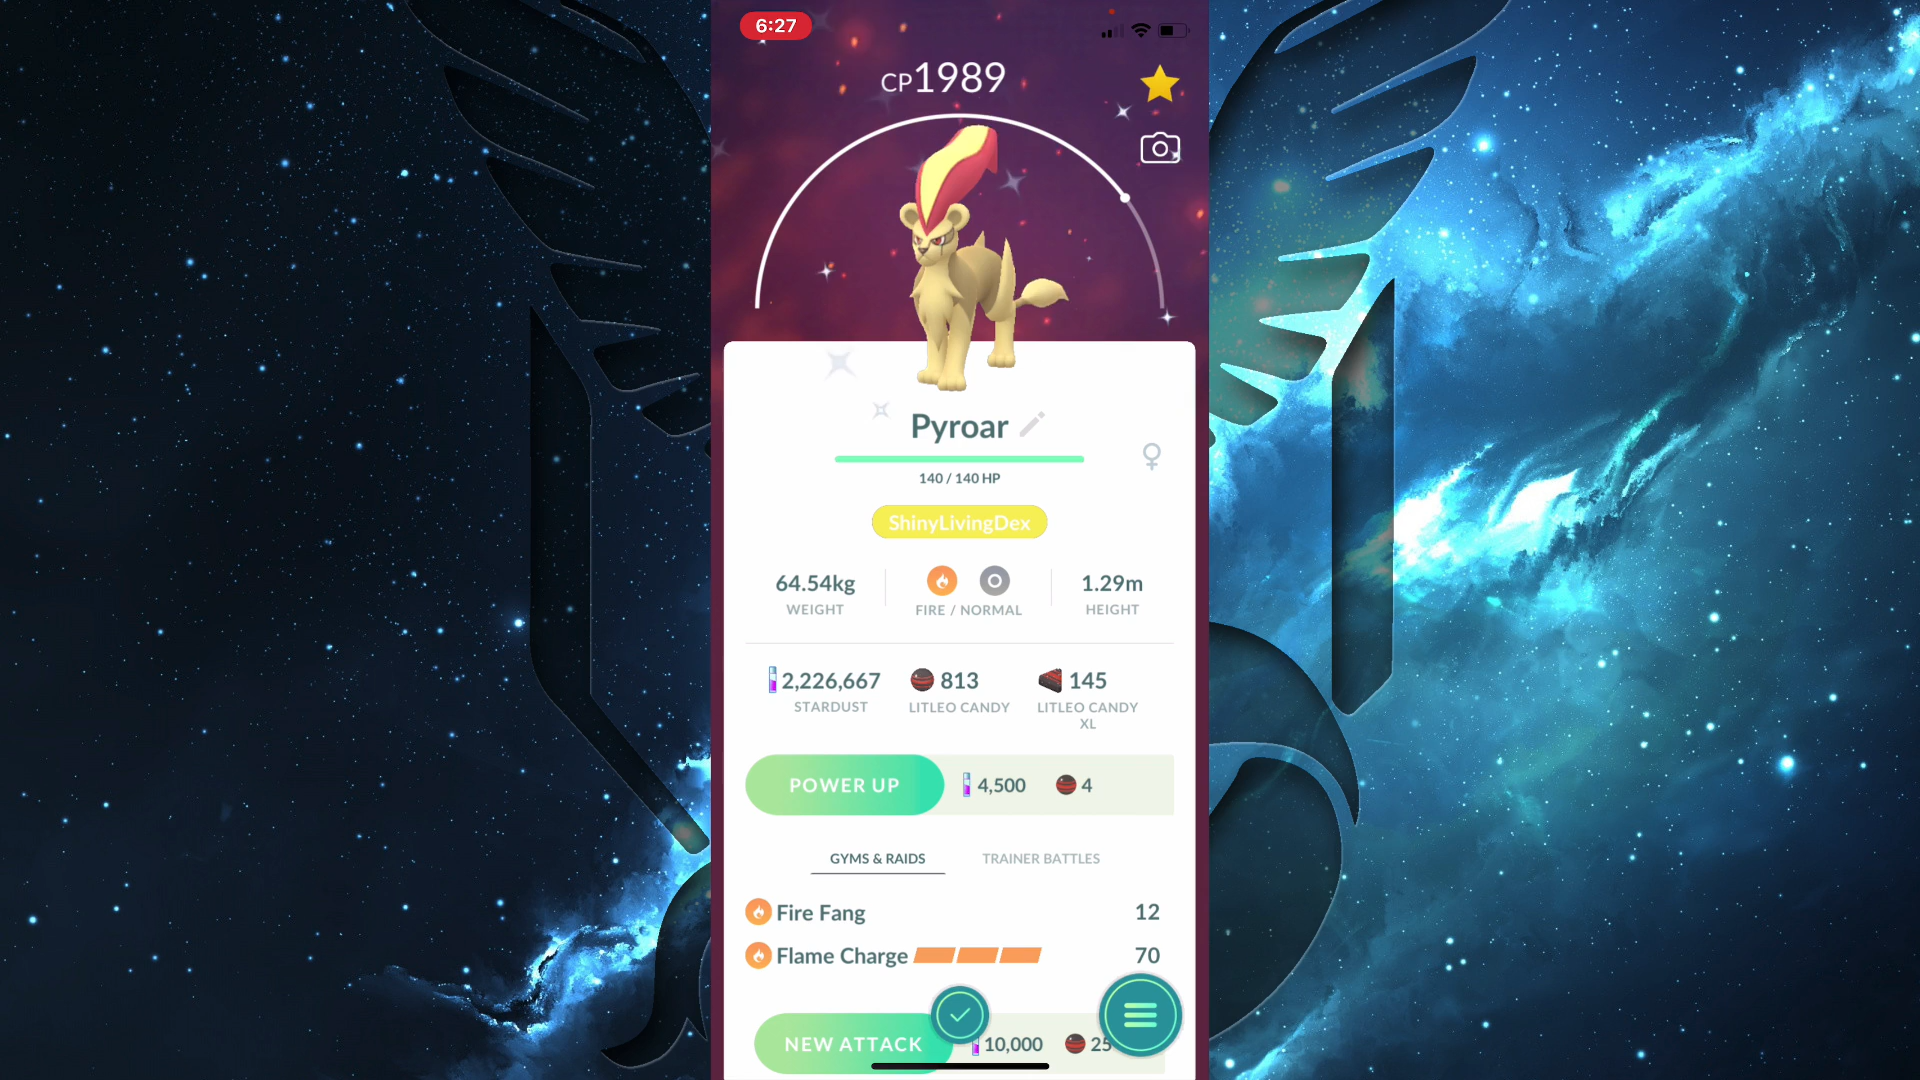 6:27
CP1989
Pyroar
140 / 140 HP
ShinyLivingDex
64.54kg
WEIGHT
FIRE / NORMAL
1.29m
HEIGHT
2,226,667
STARDUST
813
LITLEO CANDY
145
LITLEO CANDY
XL
POWER UP
4,500
4
GYMS & RAIDS
TRAINER BATTLES
Fire Fang
12
Flame Charge
70
NEW ATTACK
10,000
25